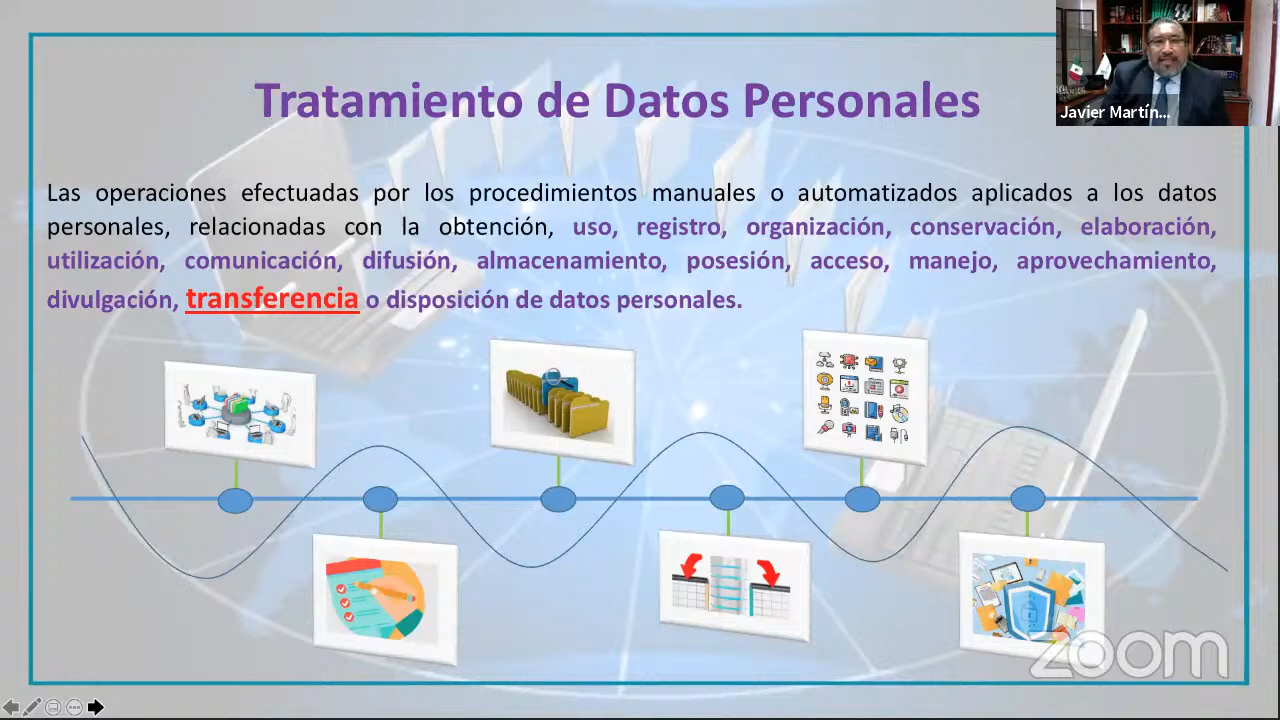 Tratamiento de Datos Personales
Javier Martín...
Las operaciones efectuadas por los procedimientos manuales o automatizados aplicados a los datos
personales, relacionadas con la obtención, uso, registro, organización, conservación, elaboración,
utilización, comunicación, difusión, almacenamiento, posesión, acceso, manejo, aprovechamiento,
divulgación, transferencia o disposición de datos personales.
zoom